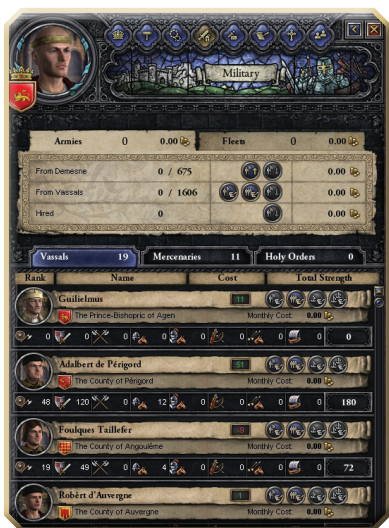 Military
Armies 0 0.00 Fleets 0 0.00
From Demesne 0 / 675 0.00
From Vassals 0 / 1606 0.00
Hired 0 0.00
Vassals 19 Mercenaries 11 Holy Orders 0
Rank Name Cost Total Strength
Guilielmus 11
The Prince-Bishopric of Agen Monthly Cost: 0.00
0 0 0 0 0 0 0 0 0
Adalbert de Périgord 51
The County of Périgord Monthly Cost: 0.00
48 120 0 12 0 0 0 0 180
Foulques Taillefer
The County of Angoulême Monthly Cost: 0.00
19 49 0 4 0 0 0 0 72
Robèrt d'Auvergne 1
The County of Auvergne Monthly Cost: 0.00